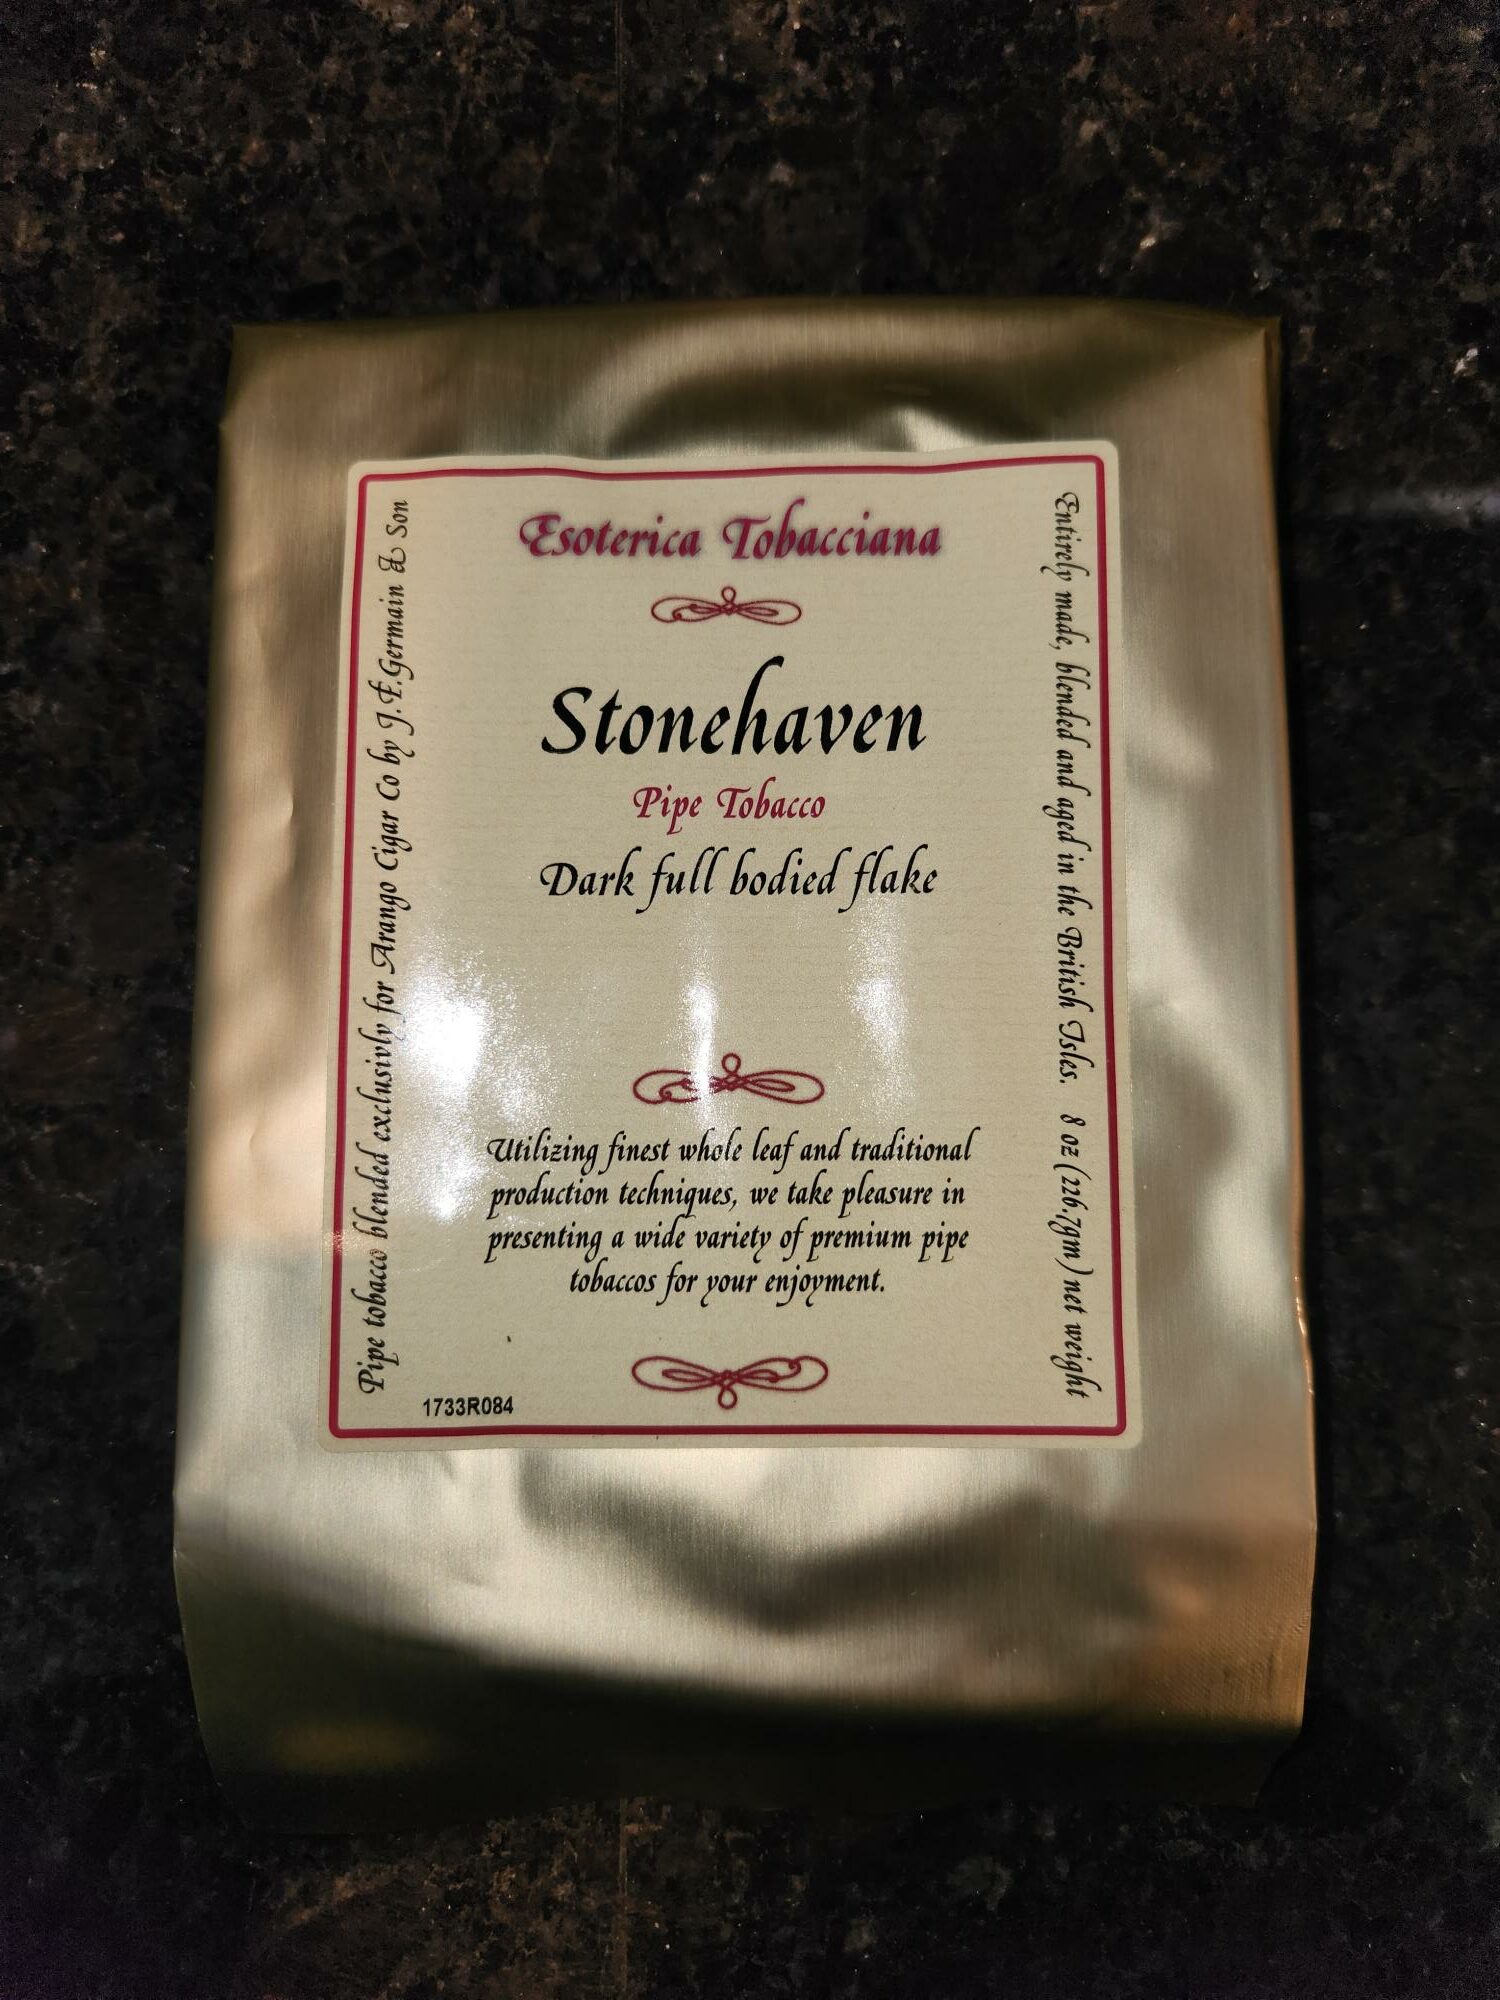 Esoterica Tobacciana
Stonehaven
Pipe Tobacco
Dark full bodied flake
Utilizing finest whole leaf and traditional
production techniques, we take pleasure in
presenting a wide variety of premium pipe
tobaccos for your enjoyment.
1733R084
Pipe tobacco blended exclusivly for Arango Cigar Co by J.F.Germain & Son
Entirely made, blended and aged in the British Isles. 8 oz (226.7gm) net weight